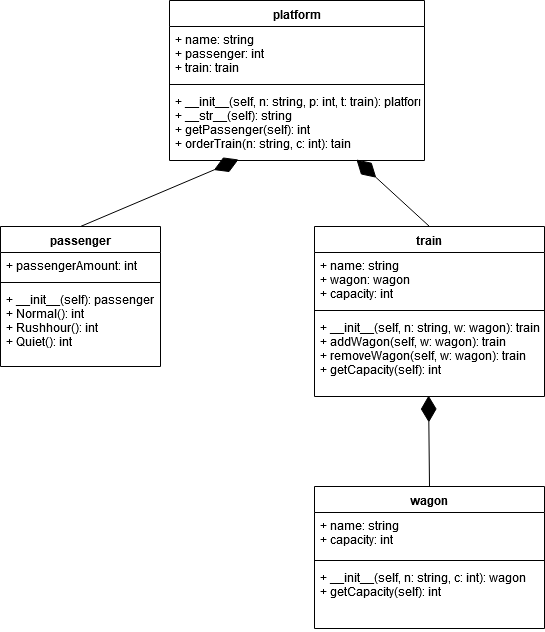 platform
+ name: string
+ passenger: int
+ train: train
+ __init__(self, n: string, p: int, t: train): platform
+ __str__(self): string
+ getPassenger(self): int
+ orderTrain(n: string, c: int): tain
passenger
+ passengerAmount: int
+ __init__(self): passenger
+ Normal(): int
+ Rushhour(): int
+ Quiet(): int
train
+ name: string
+ wagon: wagon
+ capacity: int
+ __init__(self, n: string, w: wagon): train
+ addWagon(self, w: wagon): train
+ removeWagon(self, w: wagon): train
+ getCapacity(self): int
wagon
+ name: string
+ capacity: int
+ __init__(self, n: string, c: int): wagon
+ getCapacity(self): int